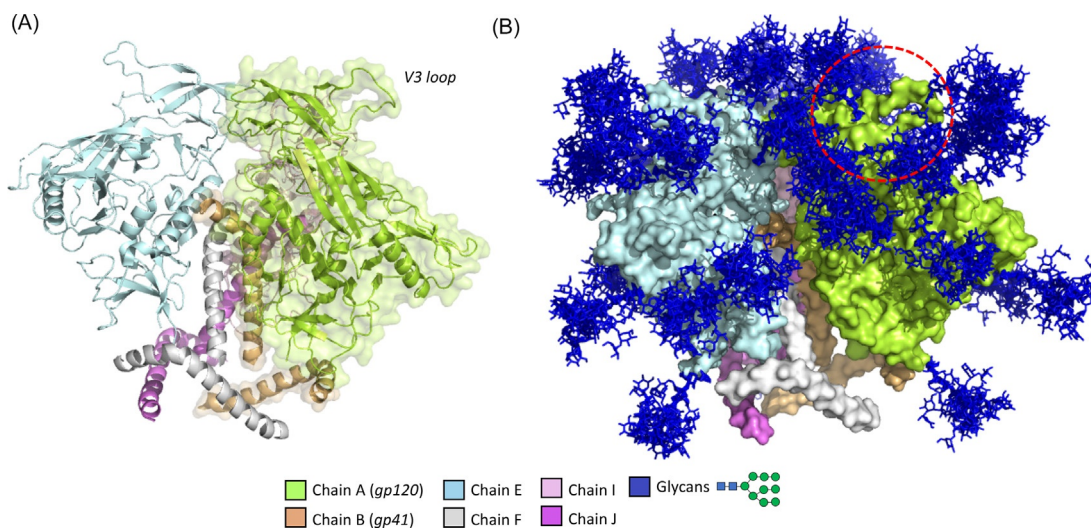 (A)
(B)
V3 loop
Chain A (gp120)
Chain E
Chain I
Glycans
Chain B (gp41)
Chain F
Chain J